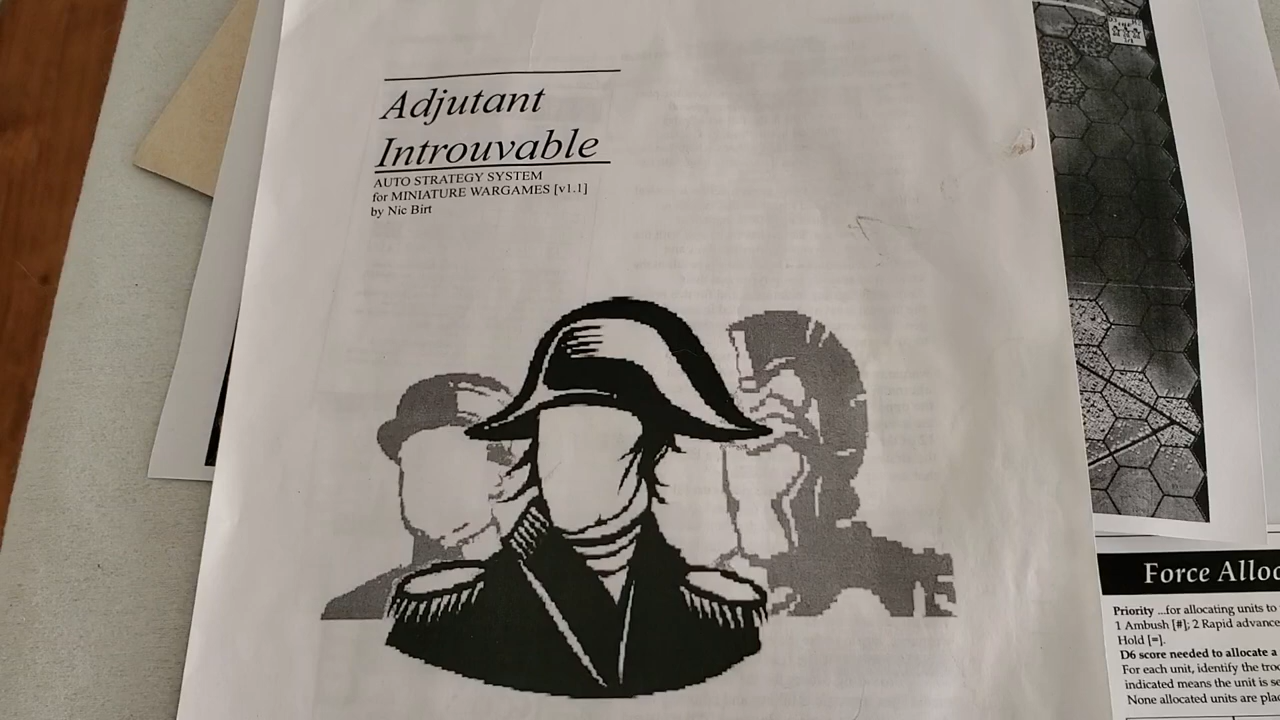 Adjutant
Introuvable
AUTO STRATEGY SYSTEM
for MINIATURE WARGAMES [v1.1]
by Nic Birt
Force Alloc
Priority ...for allocating units to
1 Ambush [#]; 2 Rapid advance
Hold [=].
D6 score needed to allocate a
For each unit, identify the troo
indicated means the unit is se
None allocated units are plac